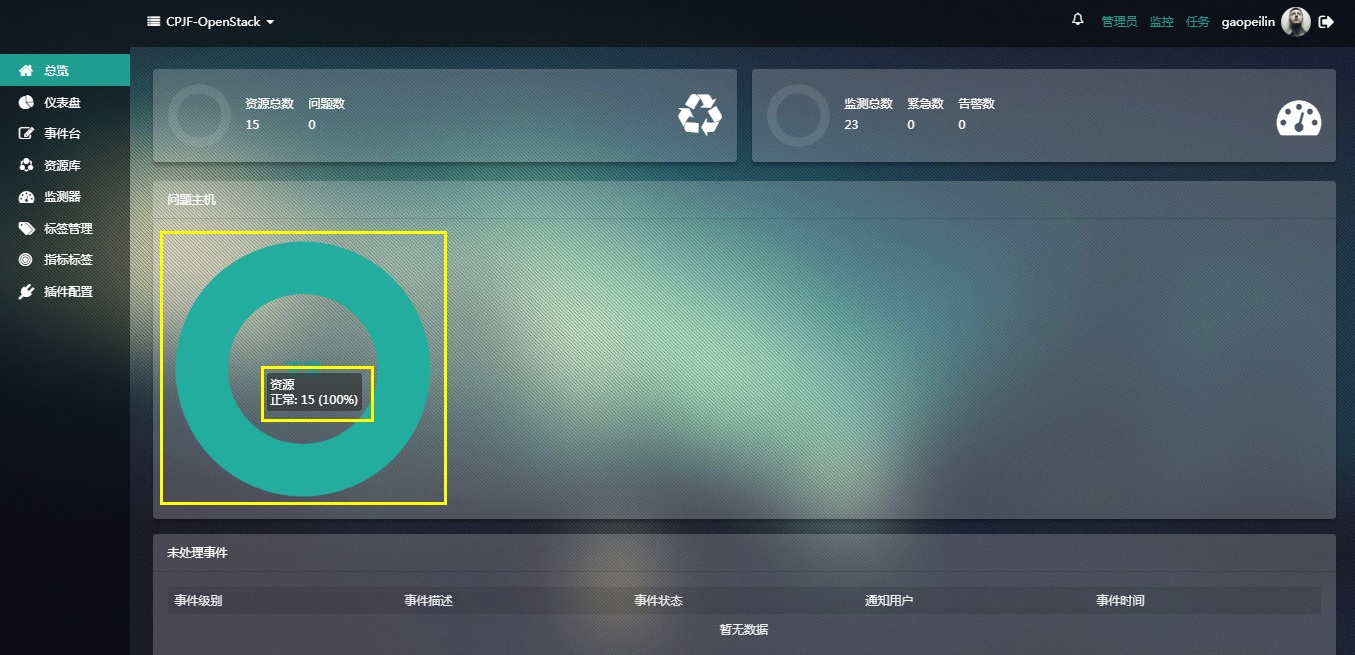 CPJF-OpenStack
管理员 监控 任务 gaopeilin
总览
仪表盘
事件台
资源库
监测器
标签管理
指标标签
插件配置
资源总数 问题数
15 0
监测总数 紧急数 告警数
23 0 0
问题主机
资源
正常: 15 (100%)
未处理事件
事件级别 事件描述 事件状态 通知用户 事件时间
暂无数据